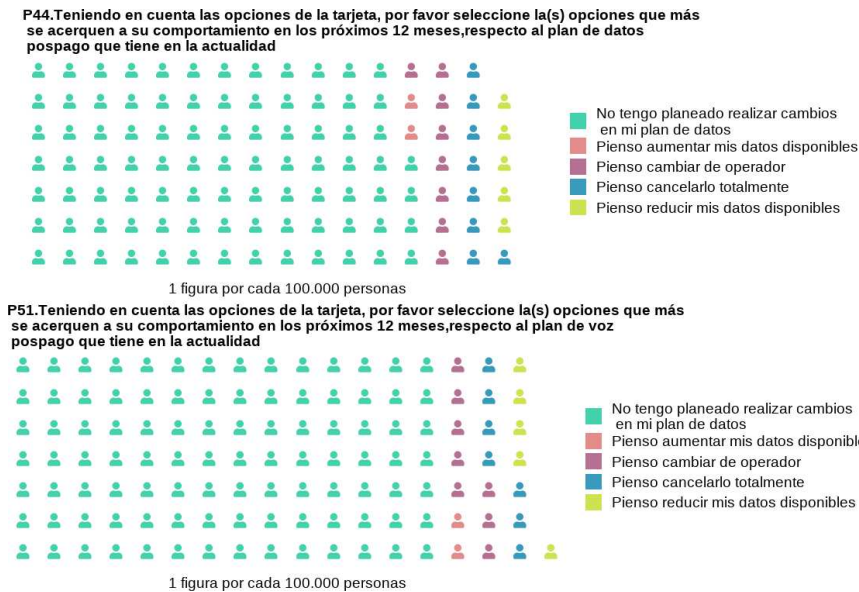 P44.Teniendo en cuenta las opciones de la tarjeta, por favor seleccione la(s) opciones que más
se acerquen a su comportamiento en los próximos 12 meses,respecto al plan de datos
pospago que tiene en la actualidad
No tengo planeado realizar cambios
en mi plan de datos
Pienso aumentar mis datos disponibles
Pienso cambiar de operador
Pienso cancelarlo totalmente
Pienso reducir mis datos disponibles
1 figura por cada 100.000 personas
P51.Teniendo en cuenta las opciones de la tarjeta, por favor seleccione la(s) opciones que más
se acerquen a su comportamiento en los próximos 12 meses,respecto al plan de voz
pospago que tiene en la actualidad
No tengo planeado realizar cambios
en mi plan de datos
Pienso aumentar mis datos disponibl
Pienso cambiar de operador
Pienso cancelarlo totalmente
Pienso reducir mis datos disponibles
1 figura por cada 100.000 personas